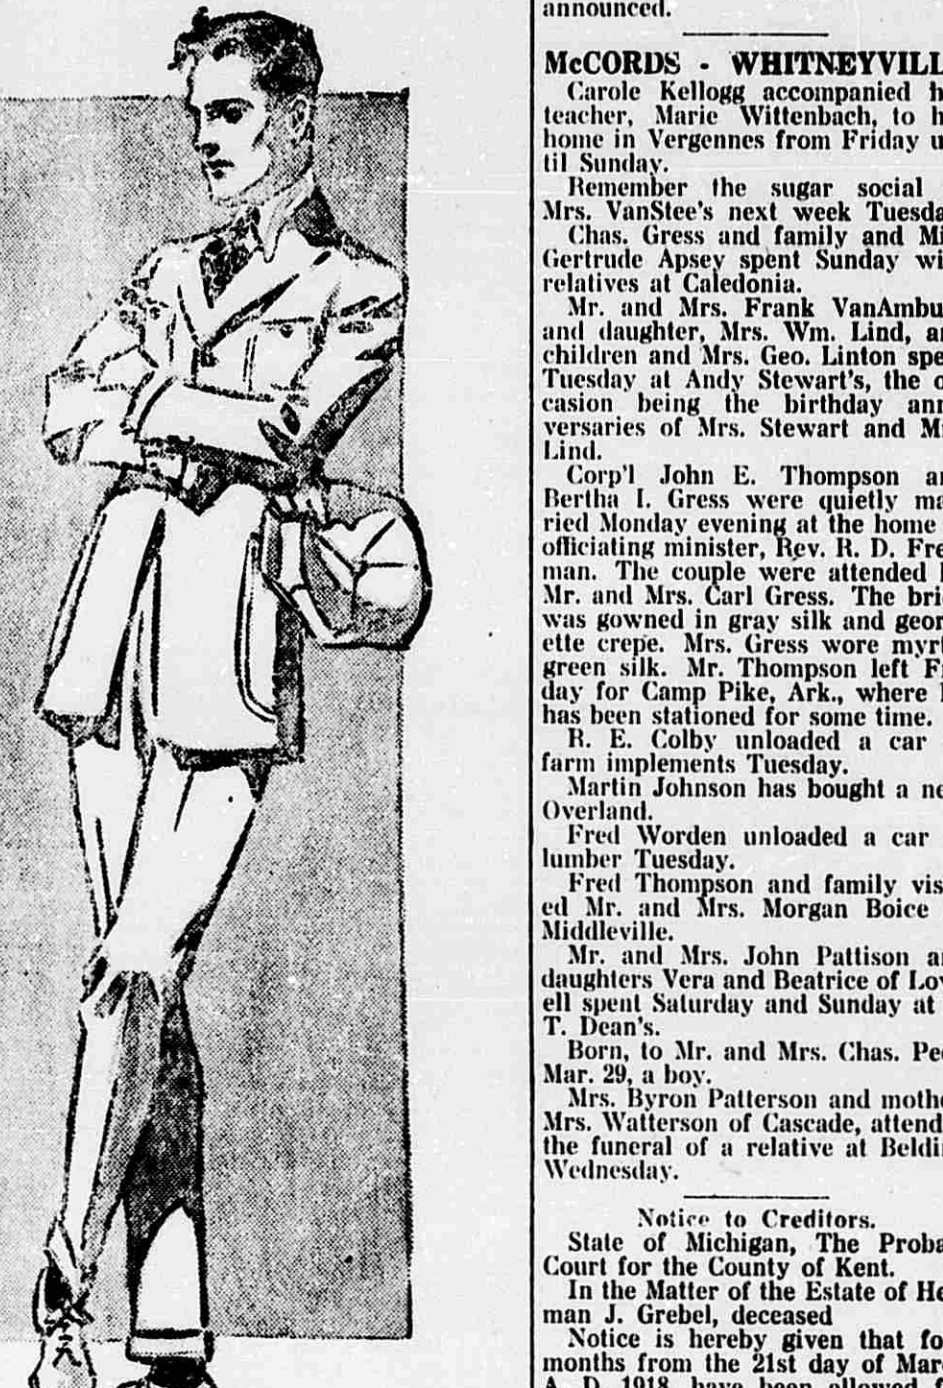 announced.
McCORDS - WHITNEYVILL
Carole Kellogg accompanied h
teacher, Marie Wittenbach, to h
home in Vergennes from Friday u
til Sunday.
Remember the sugar social
Mrs. VanStee's next week Tuesda
Chas. Gress and family and Mi
Gertrude Apsey spent Sunday wi
relatives at Caledonia.
Mr. and Mrs. Frank VanAmbu
and daughter, Mrs. Wm. Lind, an
children and Mrs. Geo. Linton spe
Tuesday at Andy Stewart's, the o
casion being the birthday ann
versaries of Mrs. Stewart and M
Lind.
Corp'l John E. Thompson an
Bertha I. Gress were quietly ma
ried Monday evening at the home
officiating minister, Rev. R. D. Fre
man. The couple were attended
Mr. and Mrs. Carl Gress. The bri
was gowned in gray silk and geor
ette crepe. Mrs. Gress wore myrt
green silk. Mr. Thompson left F
day for Camp Pike, Ark., where
has been stationed for some time.
R. E. Colby unloaded a car
farm implements Tuesday.
Martin Johnson has bought a ne
Overland.
Fred Worden unloaded a car
lumber Tuesday.
Fred Thompson and family vis
ed Mr. and Mrs. Morgan Boice
Middleville.
Mr. and Mrs. John Pattison an
daughters Vera and Beatrice of Lov
ell spent Saturday and Sunday at
T. Dean's.
Born, to Mr. and Mrs. Chas. Pe
Mar. 29, a boy.
Mrs. Byron Patterson and moth
Mrs. Watterson of Cascade, attend
the funeral of a relative at Beldi
Wednesday.
Notice to Creditors.
State of Michigan, The Proba
Court for the County of Kent.
In the Matter of the Estate of He
man J. Grebel, deceased
Notice is hereby given that fo
months from the 21st day of Mar
A. D. 1918, have been allowed f